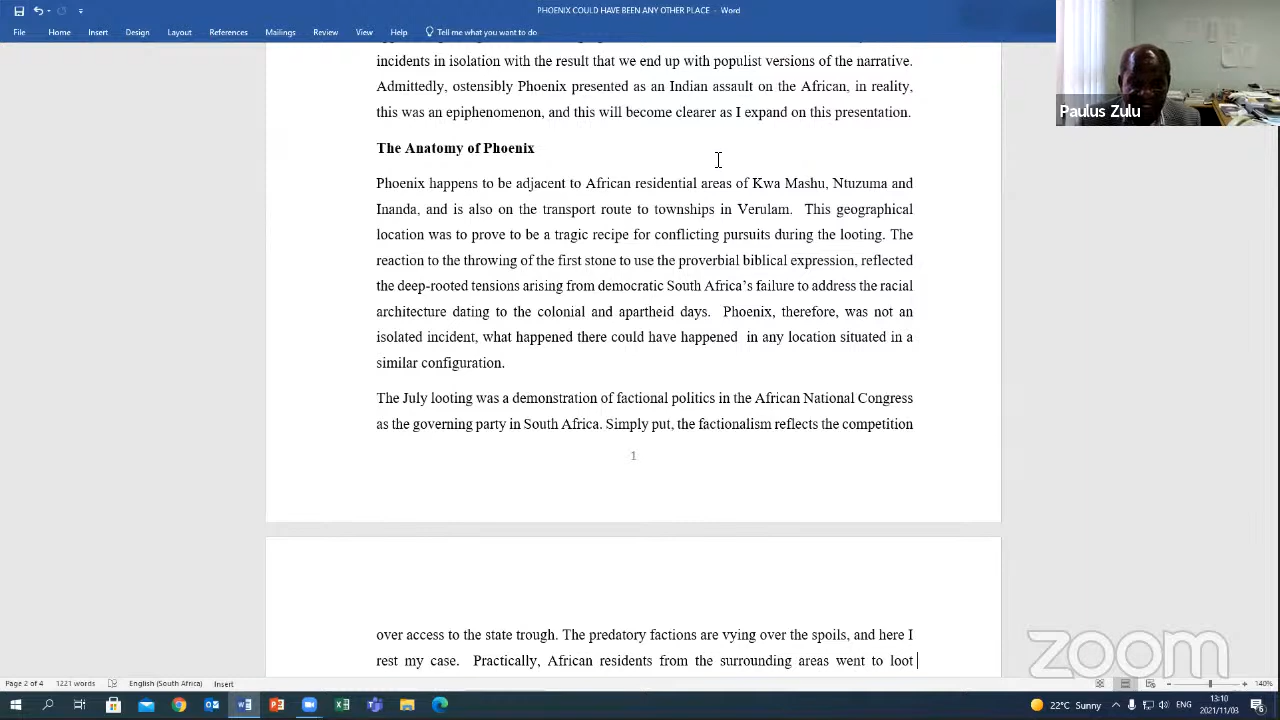 PHOENIX COULD HAVE BEEN ANY OTHER PLACE - Word
File Home Insert Design Layout References Mailings Review View Help Tell me what you want to do
incidents in isolation with the result that we end up with populist versions of the narrative.
Admittedly, ostensibly Phoenix presented as an Indian assault on the African, in reality,
this was an epiphenomenon, and this will become clearer as I expand on this presentation.
Paulus Zulu
The Anatomy of Phoenix
Phoenix happens to be adjacent to African residential areas of Kwa Mashu, Ntuzuma and
Inanda, and is also on the transport route to townships in Verulam. This geographical
location was to prove to be a tragic recipe for conflicting pursuits during the looting. The
reaction to the throwing of the first stone to use the proverbial biblical expression, reflected
the deep-rooted tensions arising from democratic South Africa's failure to address the racial
architecture dating to the colonial and apartheid days. Phoenix, therefore, was not an
isolated incident, what happened there could have happened in any location situated in a
similar configuration.
The July looting was a demonstration of factional politics in the African National Congress
as the governing party in South Africa. Simply put, the factionalism reflects the competition
1
over access to the state trough. The predatory factions are vying over the spoils, and here I
rest my case. Practically, African residents from the surrounding areas went to loot
zoom
Page 2 of 4 1221 words English (South Africa) Insert 140%
22°C Sunny 13:10
2021/11/03